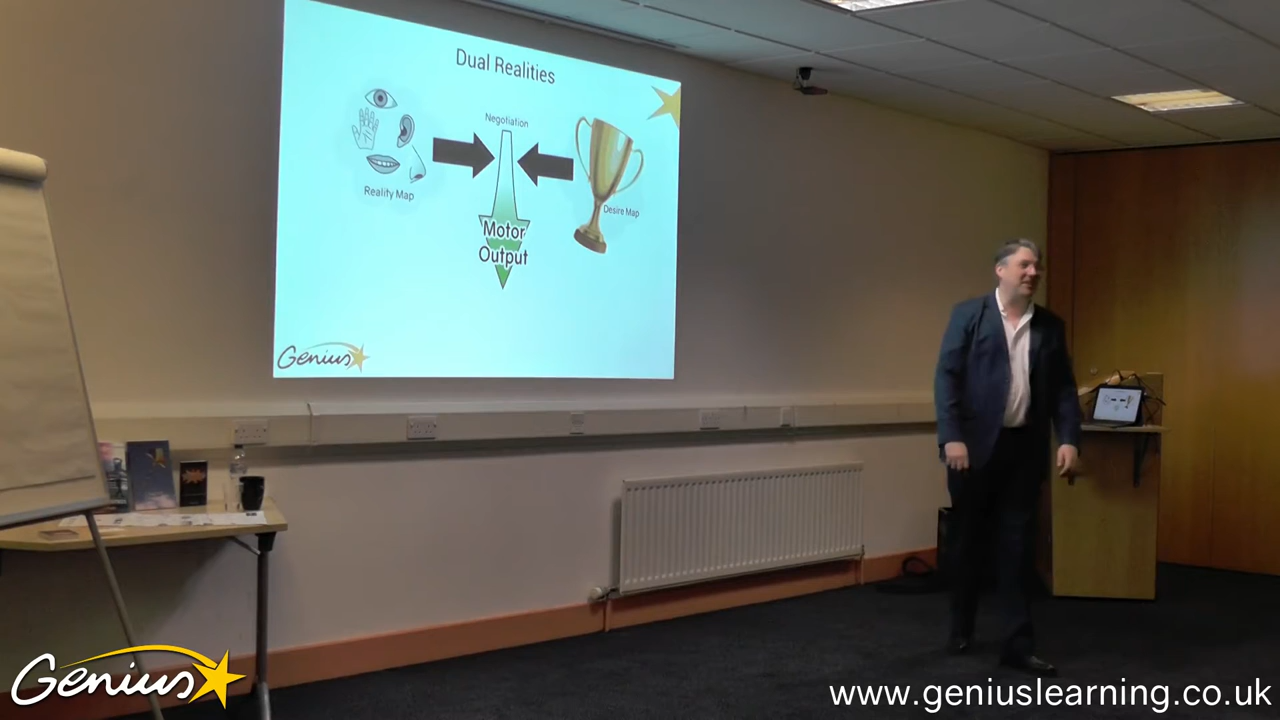 Dual Realities
Negotiation
Reality Map
Desire Map
Motor
Output
Genius
Genius
www.geniuslearning.co.uk